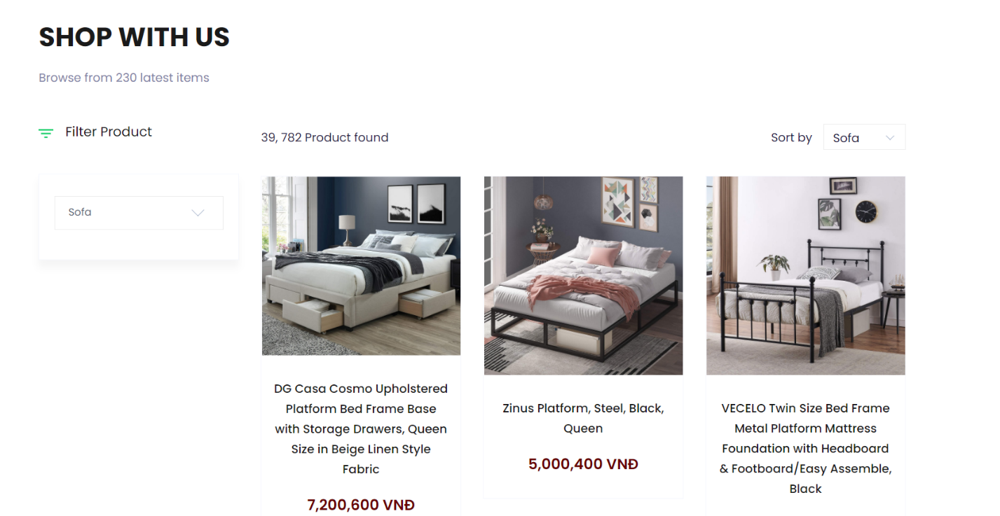 SHOP WITH US
Browse from 230 latest items
Filter Product
39, 782 Product found
Sort by
Sofa
Sofa
DG Casa Cosmo Upholstered
Platform Bed Frame Base
with Storage Drawers, Queen
Size in Beige Linen Style
Fabric
7,200,600 VNĐ
Zinus Platform, Steel, Black,
Queen
5,000,400 VNĐ
VECELO Twin Size Bed Frame
Metal Platform Mattress
Foundation with Headboard
& Footboard/Easy Assemble,
Black